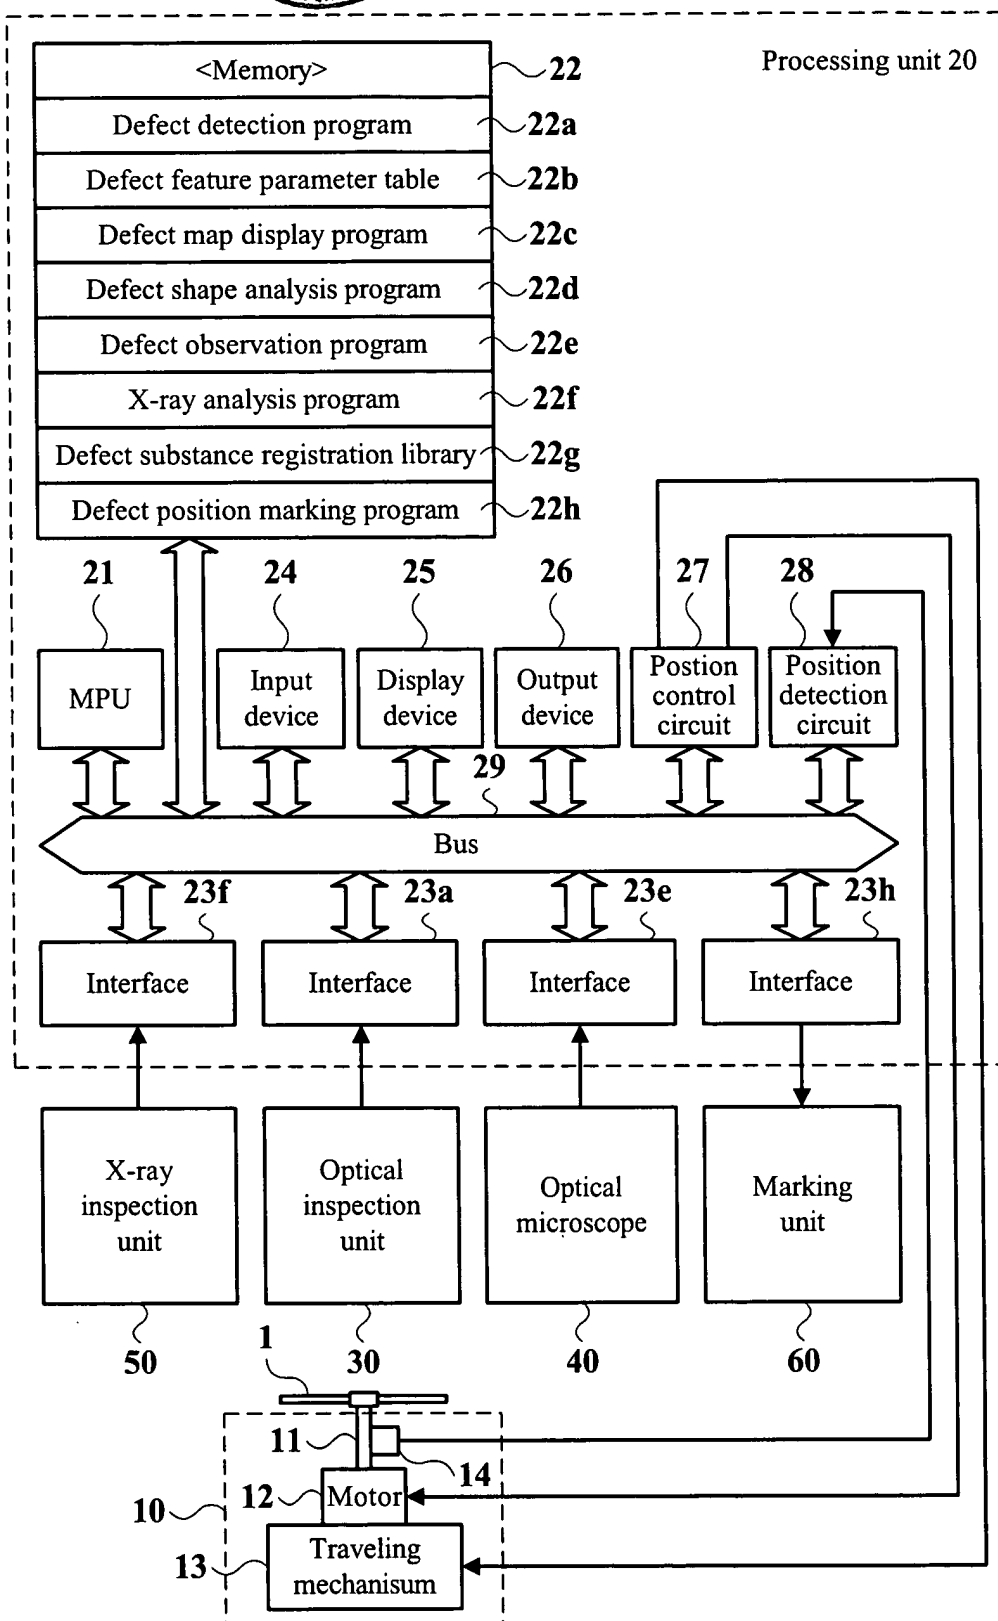 Processing unit 20
<Memory>
22
Defect detection program
22a
Defect feature parameter table
22b
Defect map display program
22c
Defect shape analysis program
22d
Defect observation program
22e
X-ray analysis program
22f
Defect substance registration library
22g
Defect position marking program
22h
21
24
25
26
27
28
MPU
Input
device
Display
device
Output
device
Postion
control
circuit
Position
detection
circuit
29
Bus
23f
23a
23e
23h
Interface
Interface
Interface
Interface
X-ray
inspection
unit
Optical
inspection
unit
Optical
microscope
Marking
unit
50
30
40
60
1
11
14
12
Motor
10
13
Traveling
mechanisum